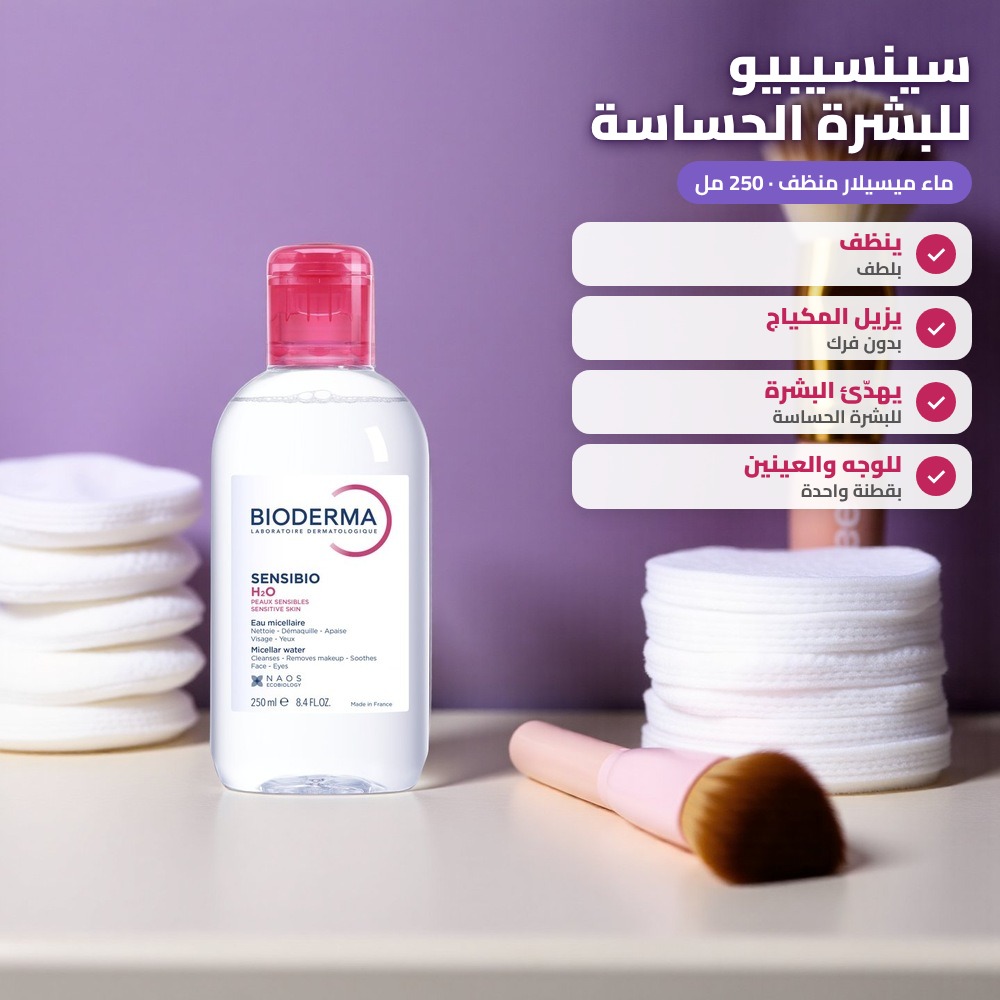 سينسيبيو
للبشرة الحساسة
ماء ميسيلار منظف · 250 مل
ينظف
بلطف
يزيل المكياج
بدون فرك
يهدّئ البشرة
للبشرة الحساسة
للوجه والعينين
بقطنة واحدة
BIODERMA
LABORATOIRE DERMATOLOGIQUE
SENSIBIO
H₂O
PEAUX SENSIBLES
SENSITIVE SKIN
Eau micellaire
Nettoie - Démaquille - Apaise
Visage - Yeux
Micellar water
Cleanses - Removes makeup - Soothes
Face - Eyes
NAOS
ECOBIOLOGY
250 ml ℮ 8.4 FL.OZ. Made in France